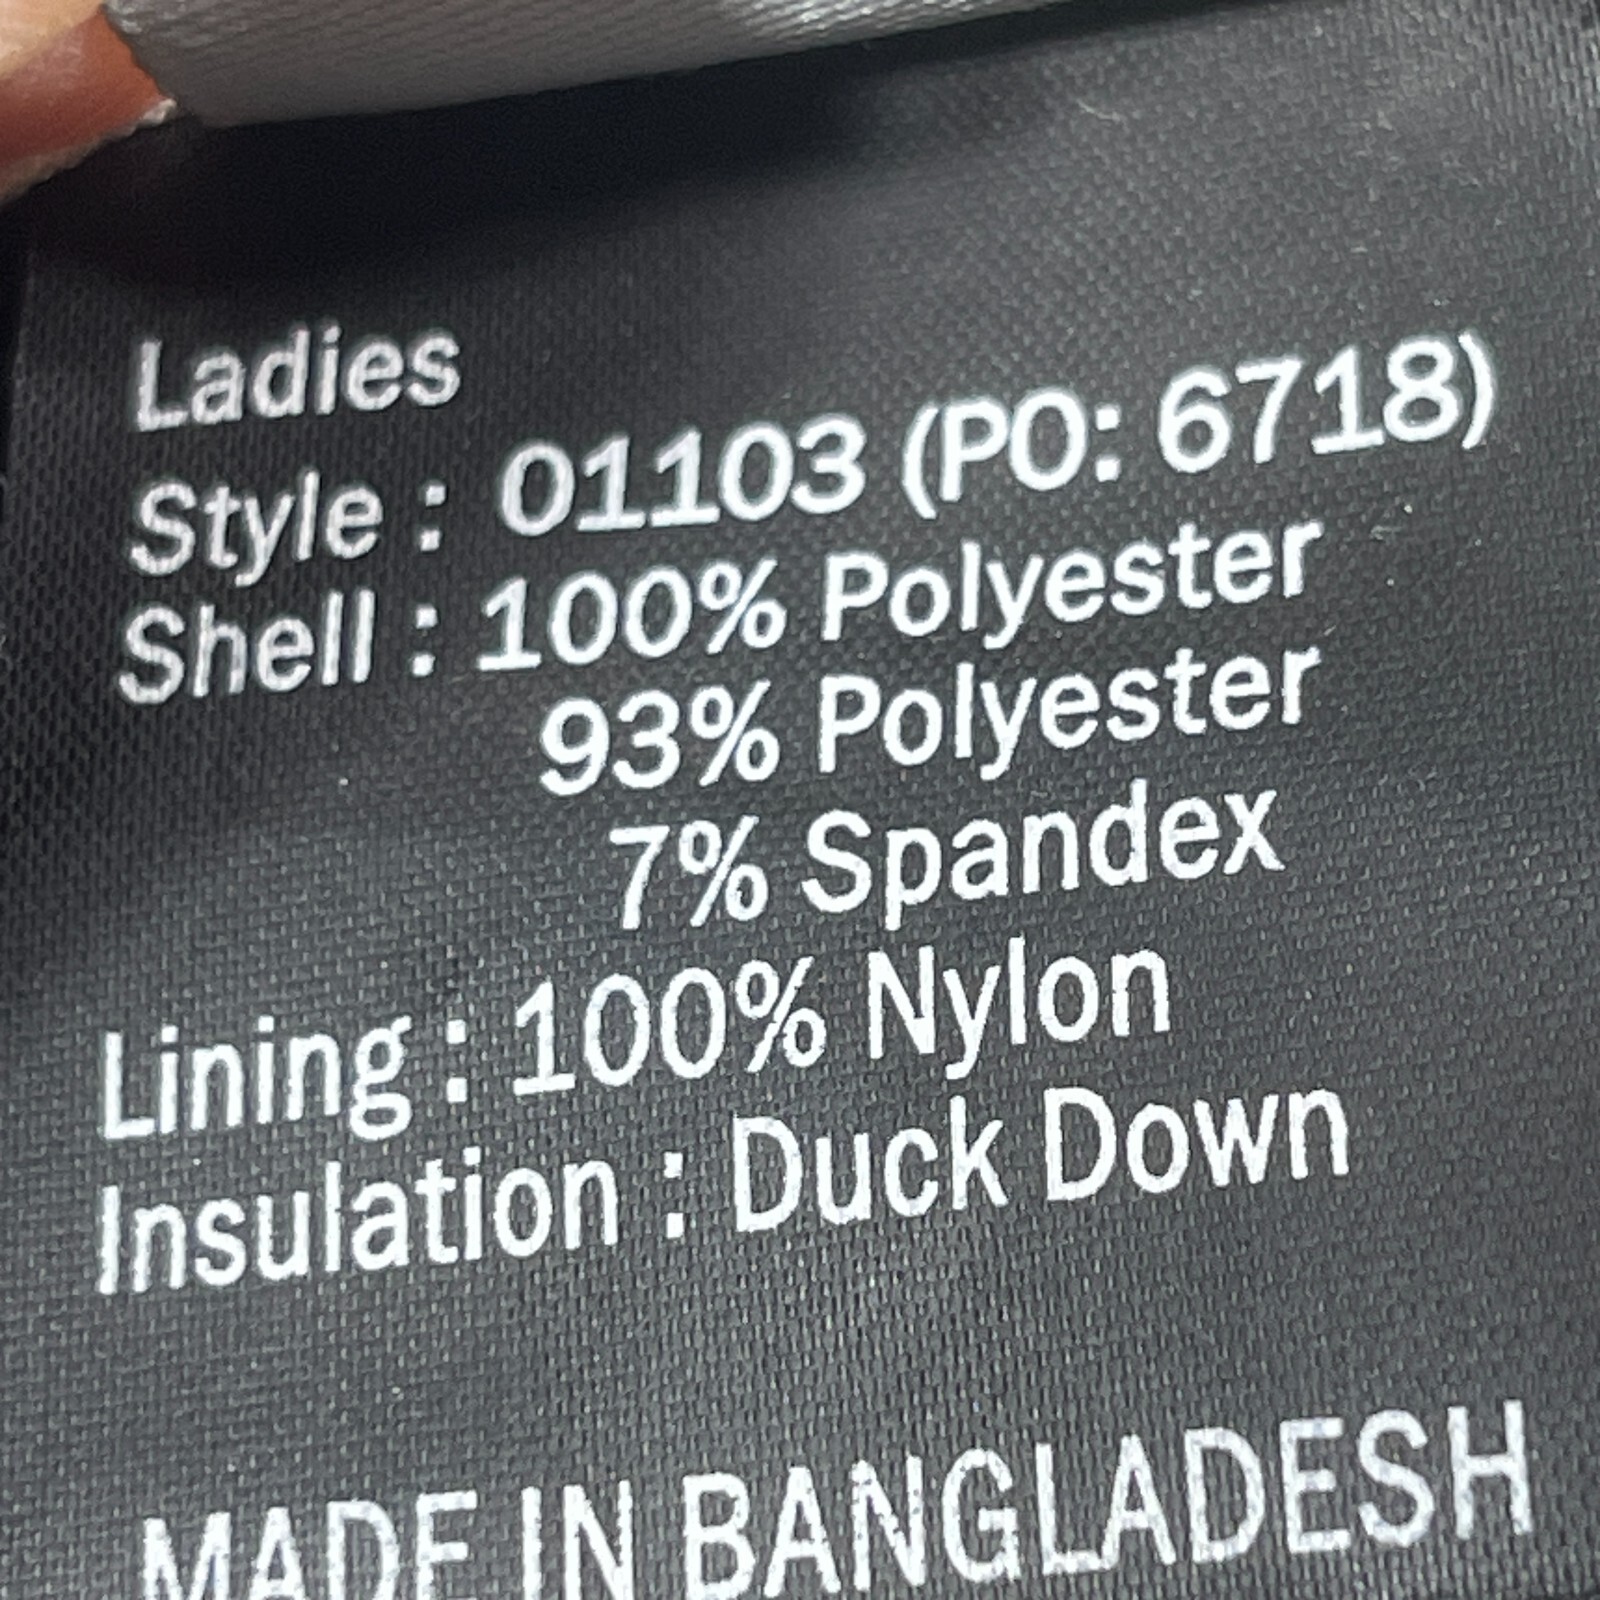 Ladies
Style : 01103 (PO: 6718)
Shell : 100% Polyester
93% Polyester
7% Spandex
Lining : 100% Nylon
Insulation : Duck Down
MADE IN BANGLADESH